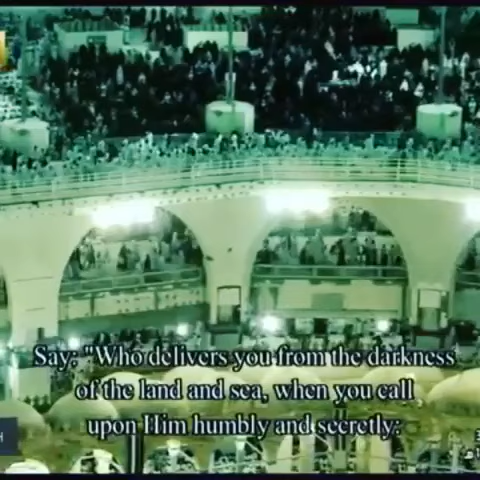 Say: "Who delivers you from the darkness
of the land and sea, when you call
upon Him humbly and secretly:
H